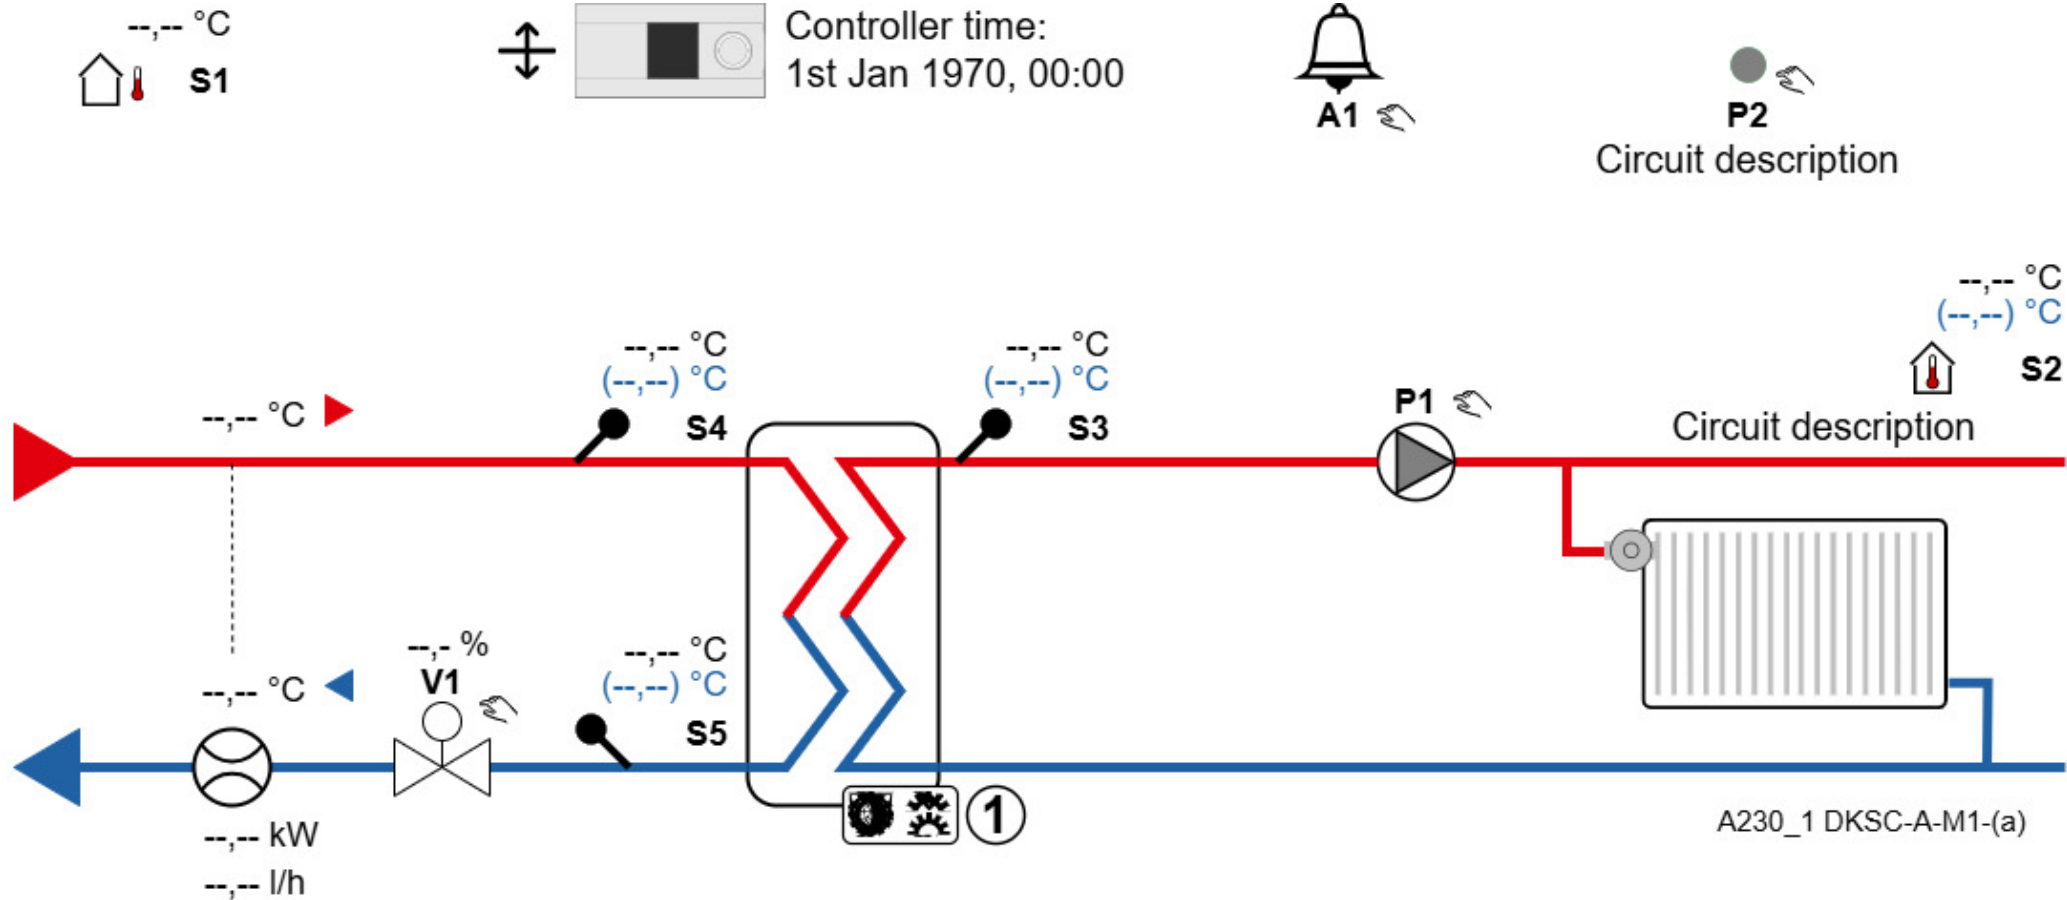 --,-- °C
S1
Controller time:
1st Jan 1970, 00:00
A1
P2
Circuit description
--,-- °C
(--,--) °C
S2
Circuit description
--,-- °C
(--,--) °C
S4
--,-- °C
(--,--) °C
S3
P1
--,-- °C
--,- %
V1
--,-- °C
--,-- °C
(--,--) °C
S5
1
A230_1 DKSC-A-M1-(a)
--,-- kW
--,-- l/h